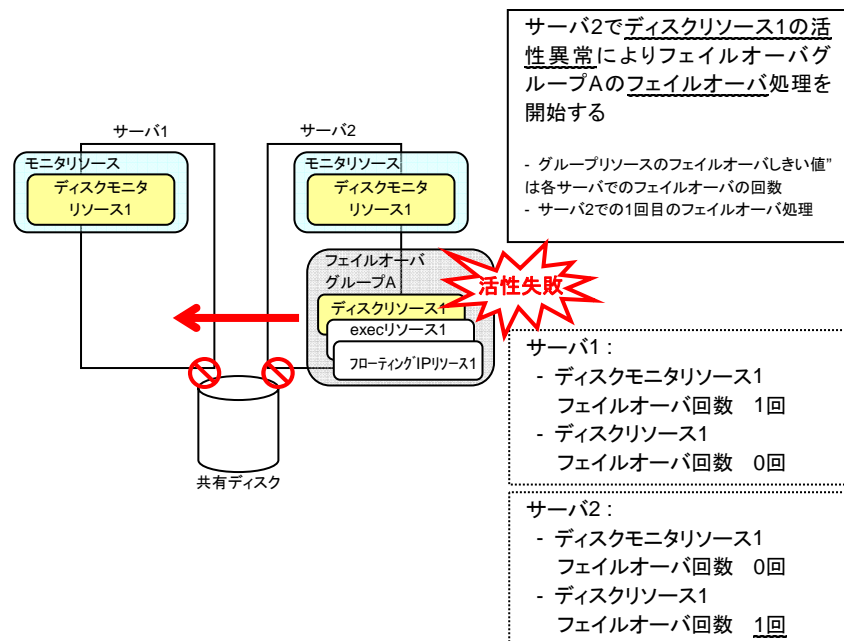 サーバ2でディスクリソース1の活
性異常によりフェイルオーバグ
ループAのフェイルオーバ処理を
開始する
- グループリソースのフェイルオーバしきい値”
は各サーバでのフェイルオーバの回数
- サーバ2での1回目のフェイルオーバ処理
サーバ1
サーバ2
モニタリソース
ディスクモニタ
リソース1
モニタリソース
ディスクモニタ
リソース1
フェイルオーバ
グループA
活性失敗
ディスクリソース1
execリソース1
フローティングIPリソース1
共有ディスク
サーバ1 :
- ディスクモニタリソース1
フェイルオーバ回数 1回
- ディスクリソース1
フェイルオーバ回数 0回
サーバ2 :
- ディスクモニタリソース1
フェイルオーバ回数 0回
- ディスクリソース1
フェイルオーバ回数 1回